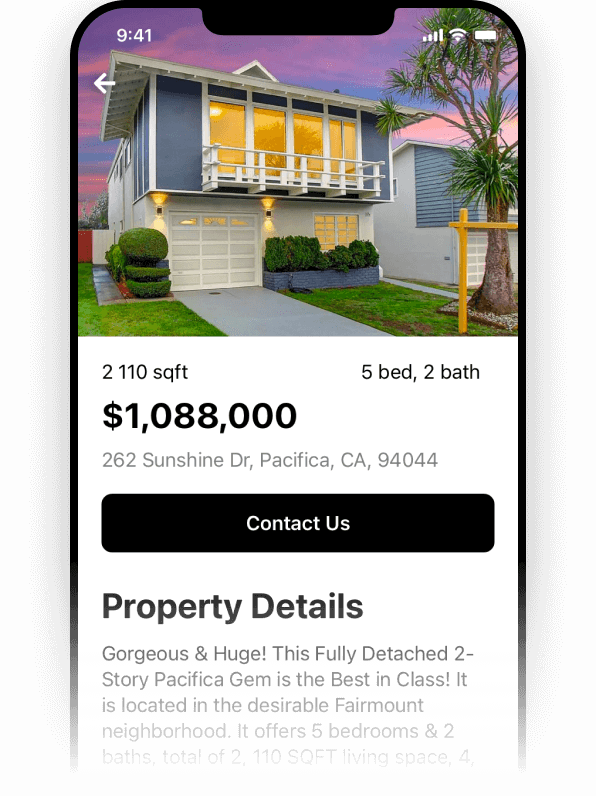 9:41
2 110 sqft 5 bed, 2 bath
$1,088,000
262 Sunshine Dr, Pacifica, CA, 94044
Contact Us
Property Details
Gorgeous & Huge! This Fully Detached 2-
Story Pacifica Gem is the Best in Class! It
is located in the desirable Fairmount
neighborhood. It offers 5 bedrooms & 2
baths, total of 2, 110 SQFT living space, 4,